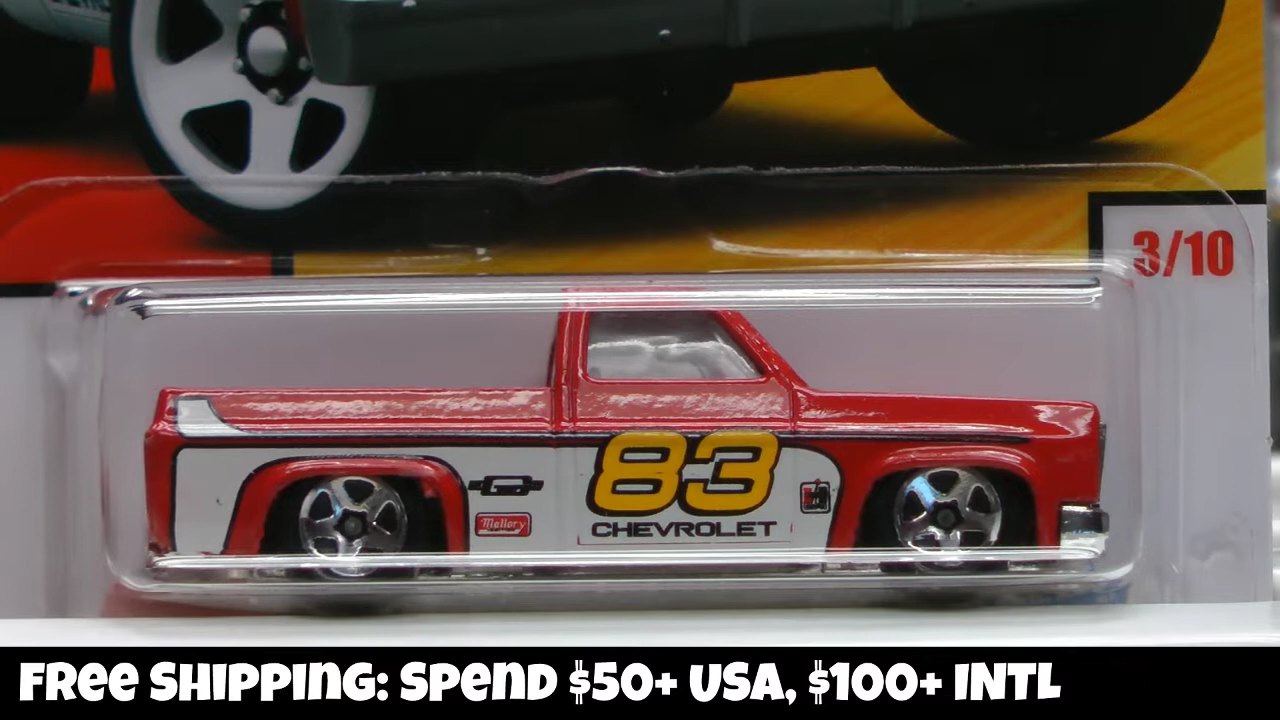 3/10
83
CHEVROLET
Mallory
FREE SHIPPING: SPEND $50+ USA, $100+ INTL